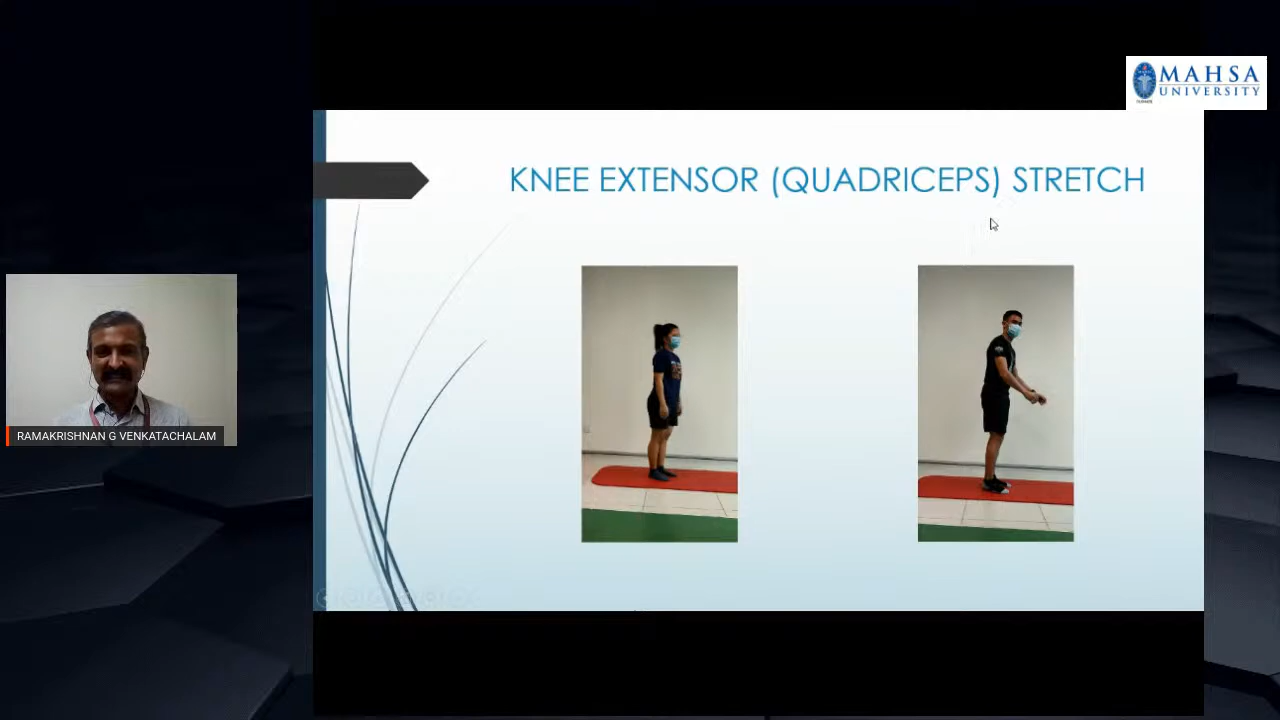 MAHSA
UNIVERSITY
KNEE EXTENSOR (QUADRICEPS) STRETCH
RAMAKRISHNAN G VENKATACHALAM